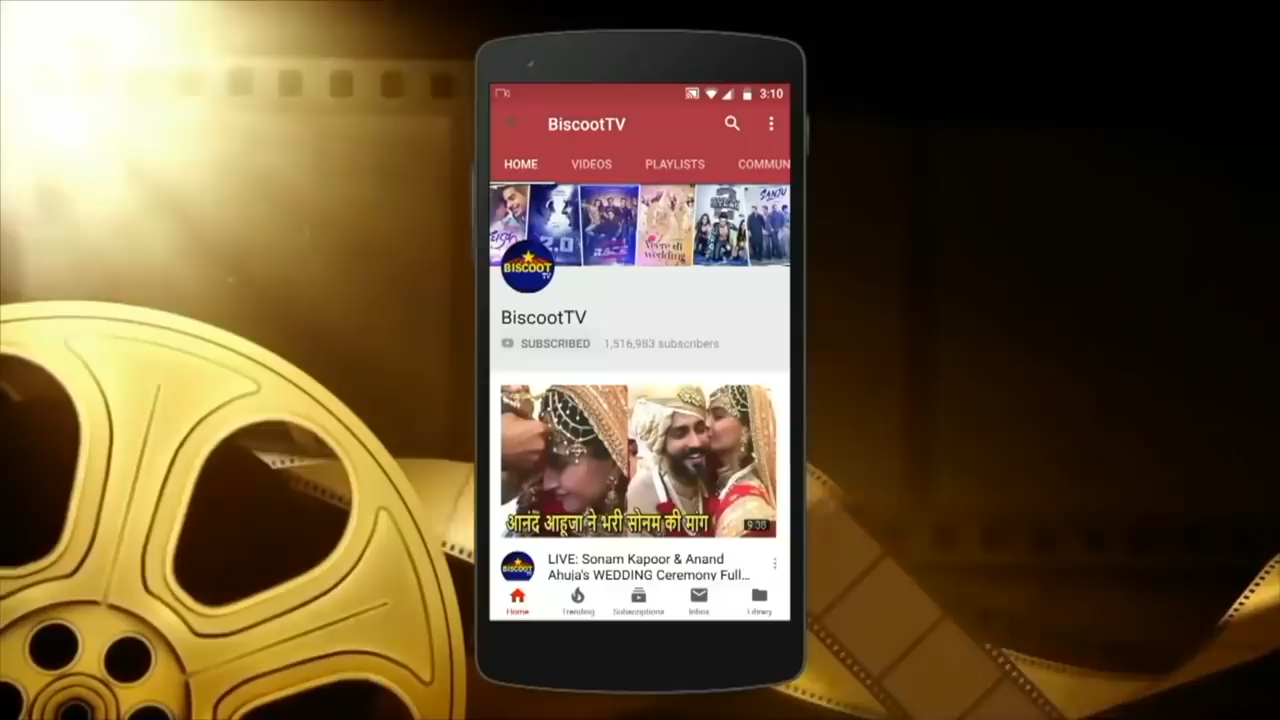 3:10
BiscootTV
HOME VIDEOS PLAYLISTS COMMUN
2.0
RACE
Veere di
wedding
SANJU
BISCOOT
TV
BiscootTV
SUBSCRIBED 1,516,983 subscribers
आनंद आहूजा ने भरी सोनम की मांग
9:38
BISCOOT
LIVE: Sonam Kapoor & Anand
Ahuja's WEDDING Ceremony Full...
Home Trending Subscriptions Inbox Library